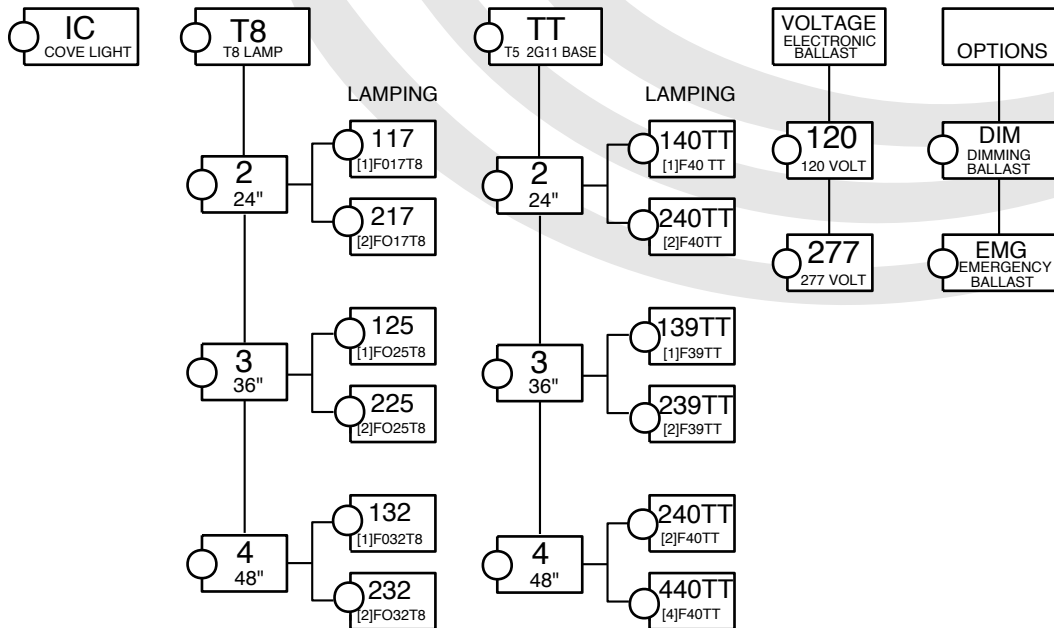 IC
COVE LIGHT
T8
T8 LAMP
TT
T5 2G11 BASE
VOLTAGE
ELECTRONIC
BALLAST
OPTIONS
LAMPING
LAMPING
2
24"
117
[1]F017T8
217
[2]FO17T8
3
36"
125
[1]FO25T8
225
[2]FO25T8
4
48"
132
[1]F032T8
232
[2]FO32T8
2
24"
140TT
[1]F40 TT
240TT
[2]F40TT
3
36"
139TT
[1]F39TT
239TT
[2]F39TT
4
48"
240TT
[2]F40TT
440TT
[4]F40TT
120
120 VOLT
277
277 VOLT
DIM
DIMMING
BALLAST
EMG
EMERGENCY
BALLAST